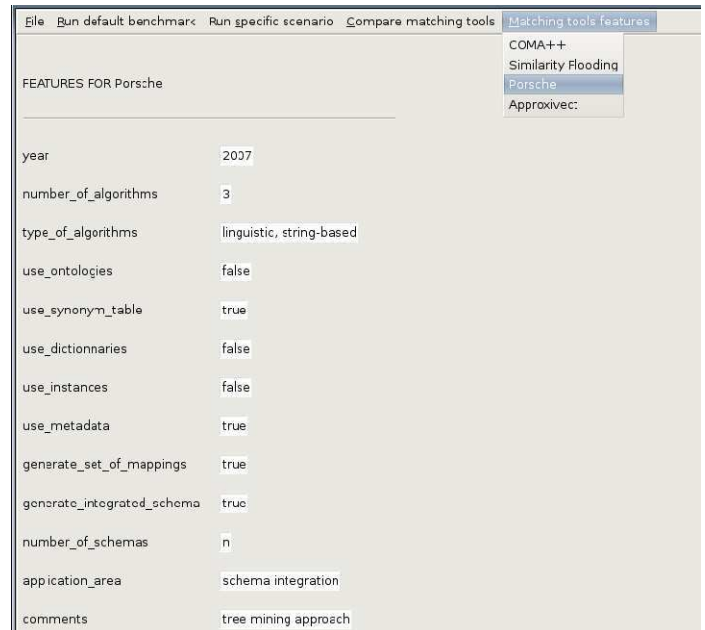 File Run default benchmark Run specific scenario Compare matching tools Matching tools features
COMA++
Similarity Flooding
Porsche
Approxivect
FEATURES FOR Porsche
year 2007
number_of_algorithms 3
type_of_algorithms linguistic, string-based
use_ontologies false
use_synonym_table true
use_dictionnaries false
use_instances false
use_metadata true
generate_set_of_mappings true
generate_integrated_schema true
number_of_schemas n
application_area schema integration
comments tree mining approach